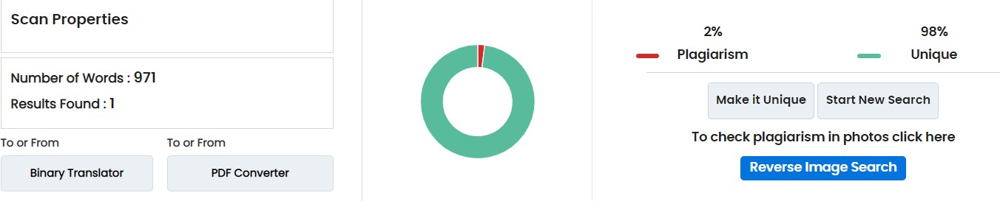 Scan Properties
Number of Words : 971
Results Found : 1
To or From
Binary Translator
To or From
PDF Converter
2%
Plagiarism
98%
Unique
Make it Unique
Start New Search
To check plagiarism in photos click here
Reverse Image Search